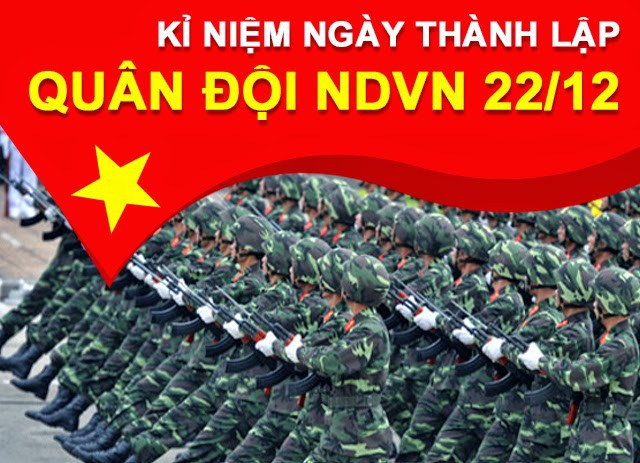 KỈ NIỆM NGÀY THÀNH LẬP
QUÂN ĐỘI NDVN 22/12